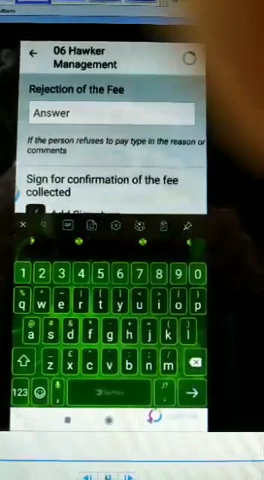 06 Hawker
Management
Rejection of the Fee
Answer
If the person refuses to pay type in the reason or
comments
Sign for confirmation of the fee
collected
1 2 3 4 5 6 7 8 9 0
q w e r t y u i o p
a s d f g h j k l
z x c v b n m
123